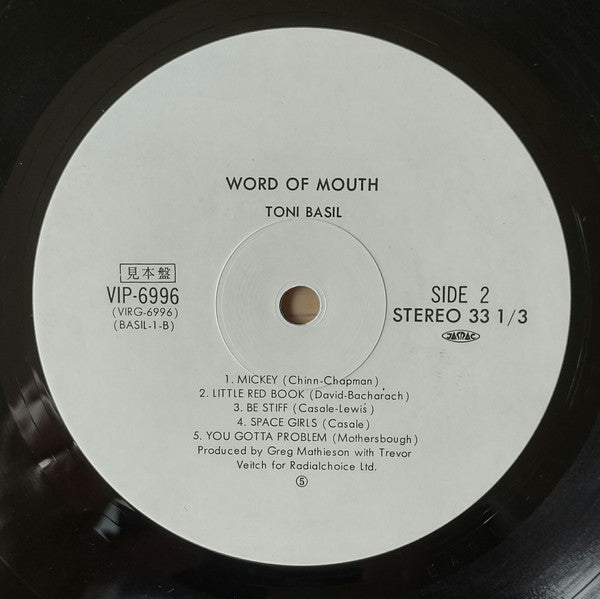 WORD OF MOUTH
TONI BASIL
見本盤
VIP-6996
(VIRG-6996)
(BASIL-1-B)
SIDE 2
STEREO 33 1/3
JASRAC
1. MICKEY (Chinn-Chapman)
2. LITTLE RED BOOK (David-Bacharach)
3. BE STIFF (Casale-Lewis)
4. SPACE GIRLS (Casale)
5. YOU GOTTA PROBLEM (Mothersbough)
Produced by Greg Mathieson with Trevor
Veitch for Radialchoice Ltd.
⑤